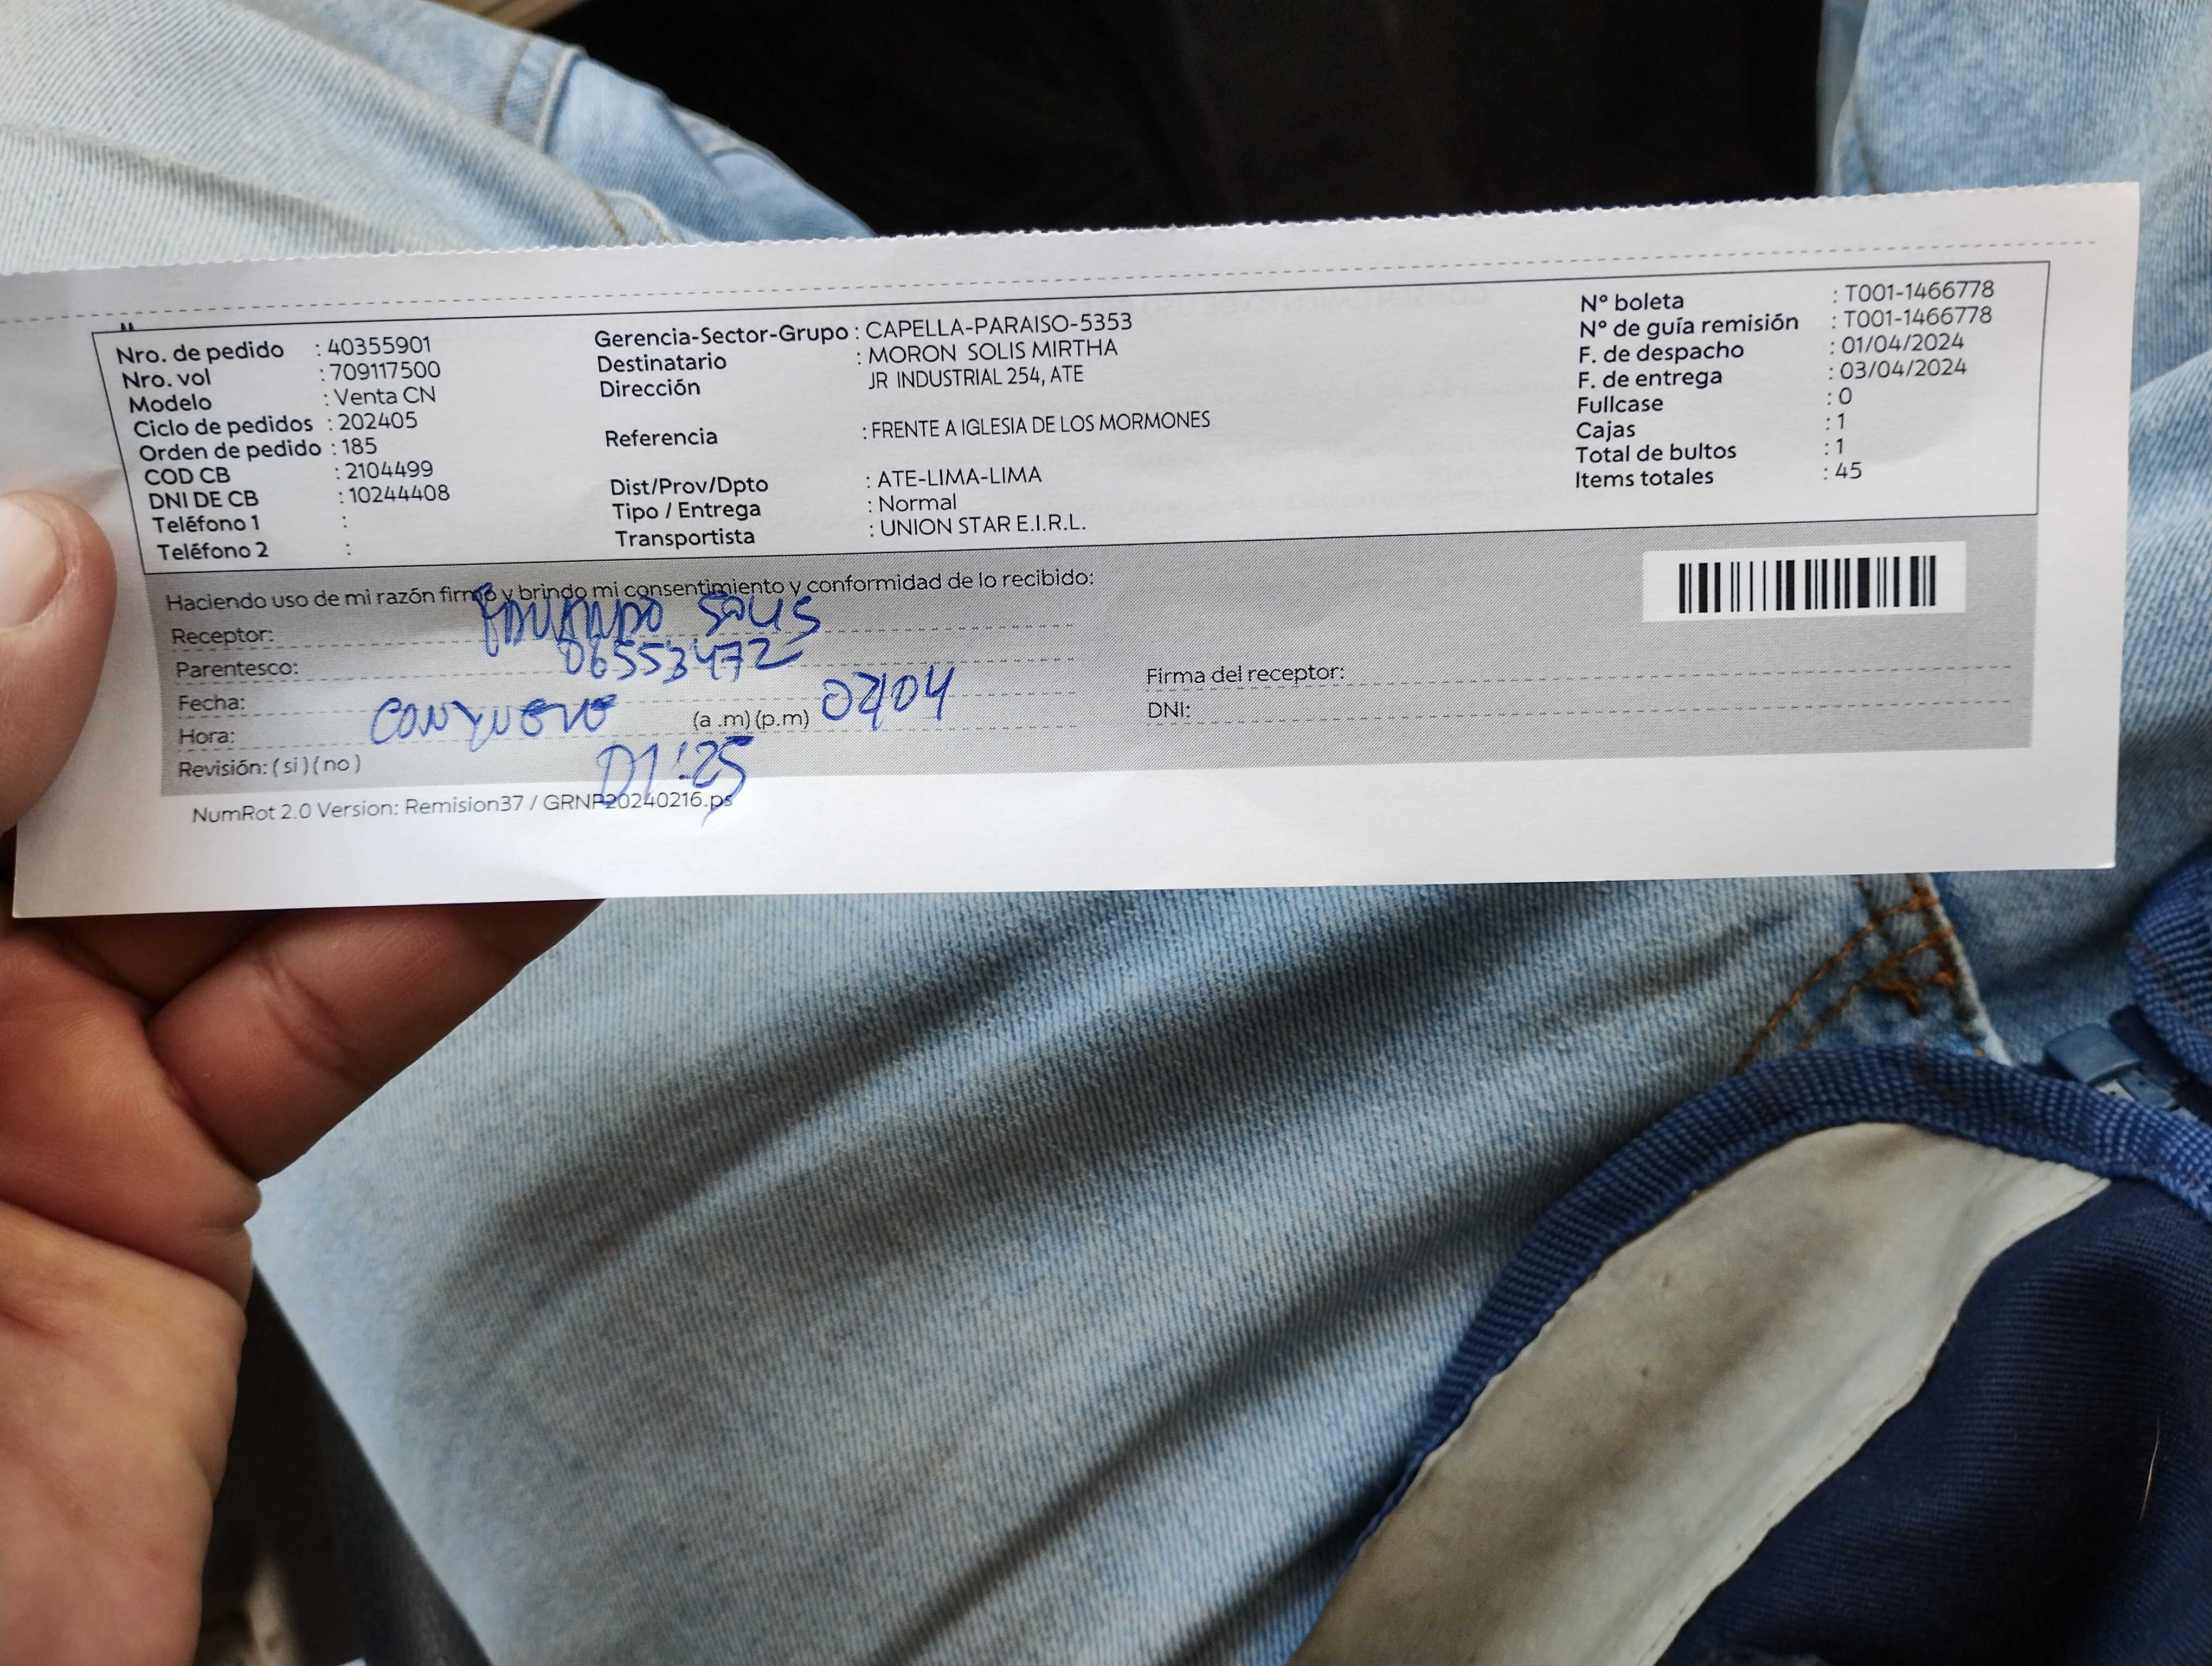 Nro. de pedido : 40355901
Nro. vol : 709117500
Modelo : Venta CN
Ciclo de pedidos : 202405
Orden de pedido : 185
COD CB : 2104499
DNI DE CB : 10244408
Teléfono 1 :
Teléfono 2 :
Gerencia-Sector-Grupo : CAPELLA-PARAISO-5353
Destinatario : MORON SOLIS MIRTHA
Dirección JR INDUSTRIAL 254, ATE
Referencia : FRENTE A IGLESIA DE LOS MORMONES
Dist/Prov/Dpto : ATE-LIMA-LIMA
Tipo / Entrega : Normal
Transportista : UNION STAR E.I.R.L.
N° boleta : T001-1466778
N° de guía remisión : T001-1466778
F. de despacho : 01/04/2024
F. de entrega : 03/04/2024
Fullcase : 0
Cajas : 1
Total de bultos : 1
Items totales : 45
Haciendo uso de mi razón firmo y brindo mi consentimiento y conformidad de lo recibido:
Receptor: SOLIS
Parentesco: 06553472
Fecha:
Hora: (a .m) (p.m)
Revisión: ( si ) ( no )
Firma del receptor:
DNI:
NumRot 2.0 Version: Remision37 / GRNP20240216.ps